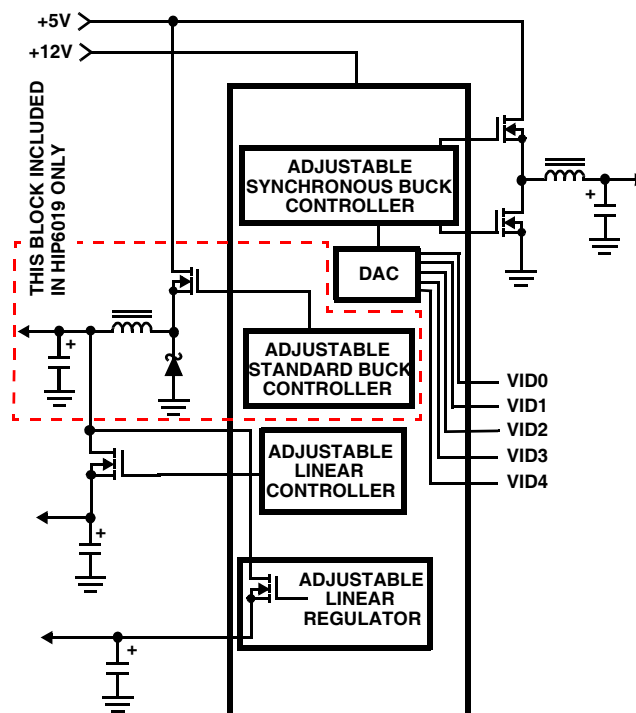 +5V
+12V
THIS BLOCK INCLUDED
IN HIP6019 ONLY
ADJUSTABLE
SYNCHRONOUS BUCK
CONTROLLER
+
DAC
+
ADJUSTABLE
STANDARD BUCK
CONTROLLER
VID0
VID1
VID2
VID3
VID4
ADJUSTABLE
LINEAR
CONTROLLER
+
ADJUSTABLE
LINEAR
REGULATOR
+